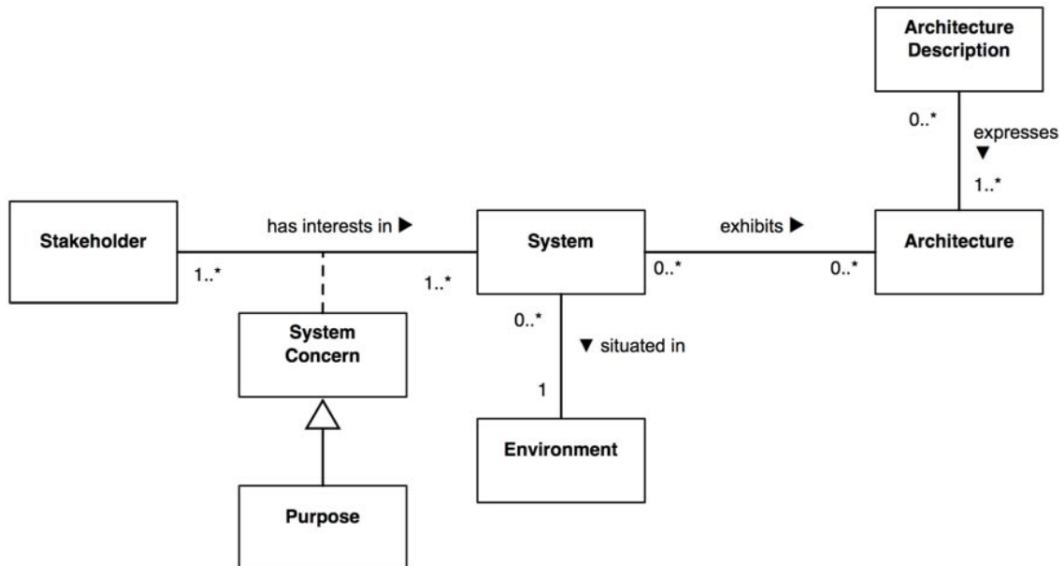 Architecture
Description
0..*
expresses
▼
1..*
Stakeholder
has interests in ▶
System
exhibits ▶
Architecture
1..*
1..*
0..*
0..*
System
Concern
0..*
▼ situated in
1
Environment
Purpose